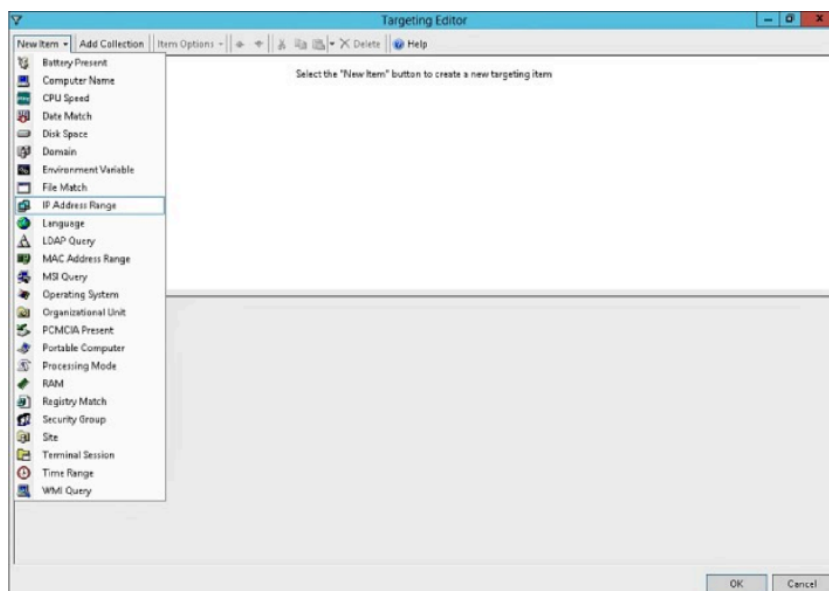 Targeting Editor
New Item Add Collection Item Options Delete Help
Select the "New Item" button to create a new targeting item
Battery Present
Computer Name
CPU Speed
Date Match
Disk Space
Domain
Environment Variable
File Match
IP Address Range
Language
LDAP Query
MAC Address Range
MSI Query
Operating System
Organizational Unit
PCMCIA Present
Portable Computer
Processing Mode
RAM
Registry Match
Security Group
Site
Terminal Session
Time Range
WMI Query
OK Cancel